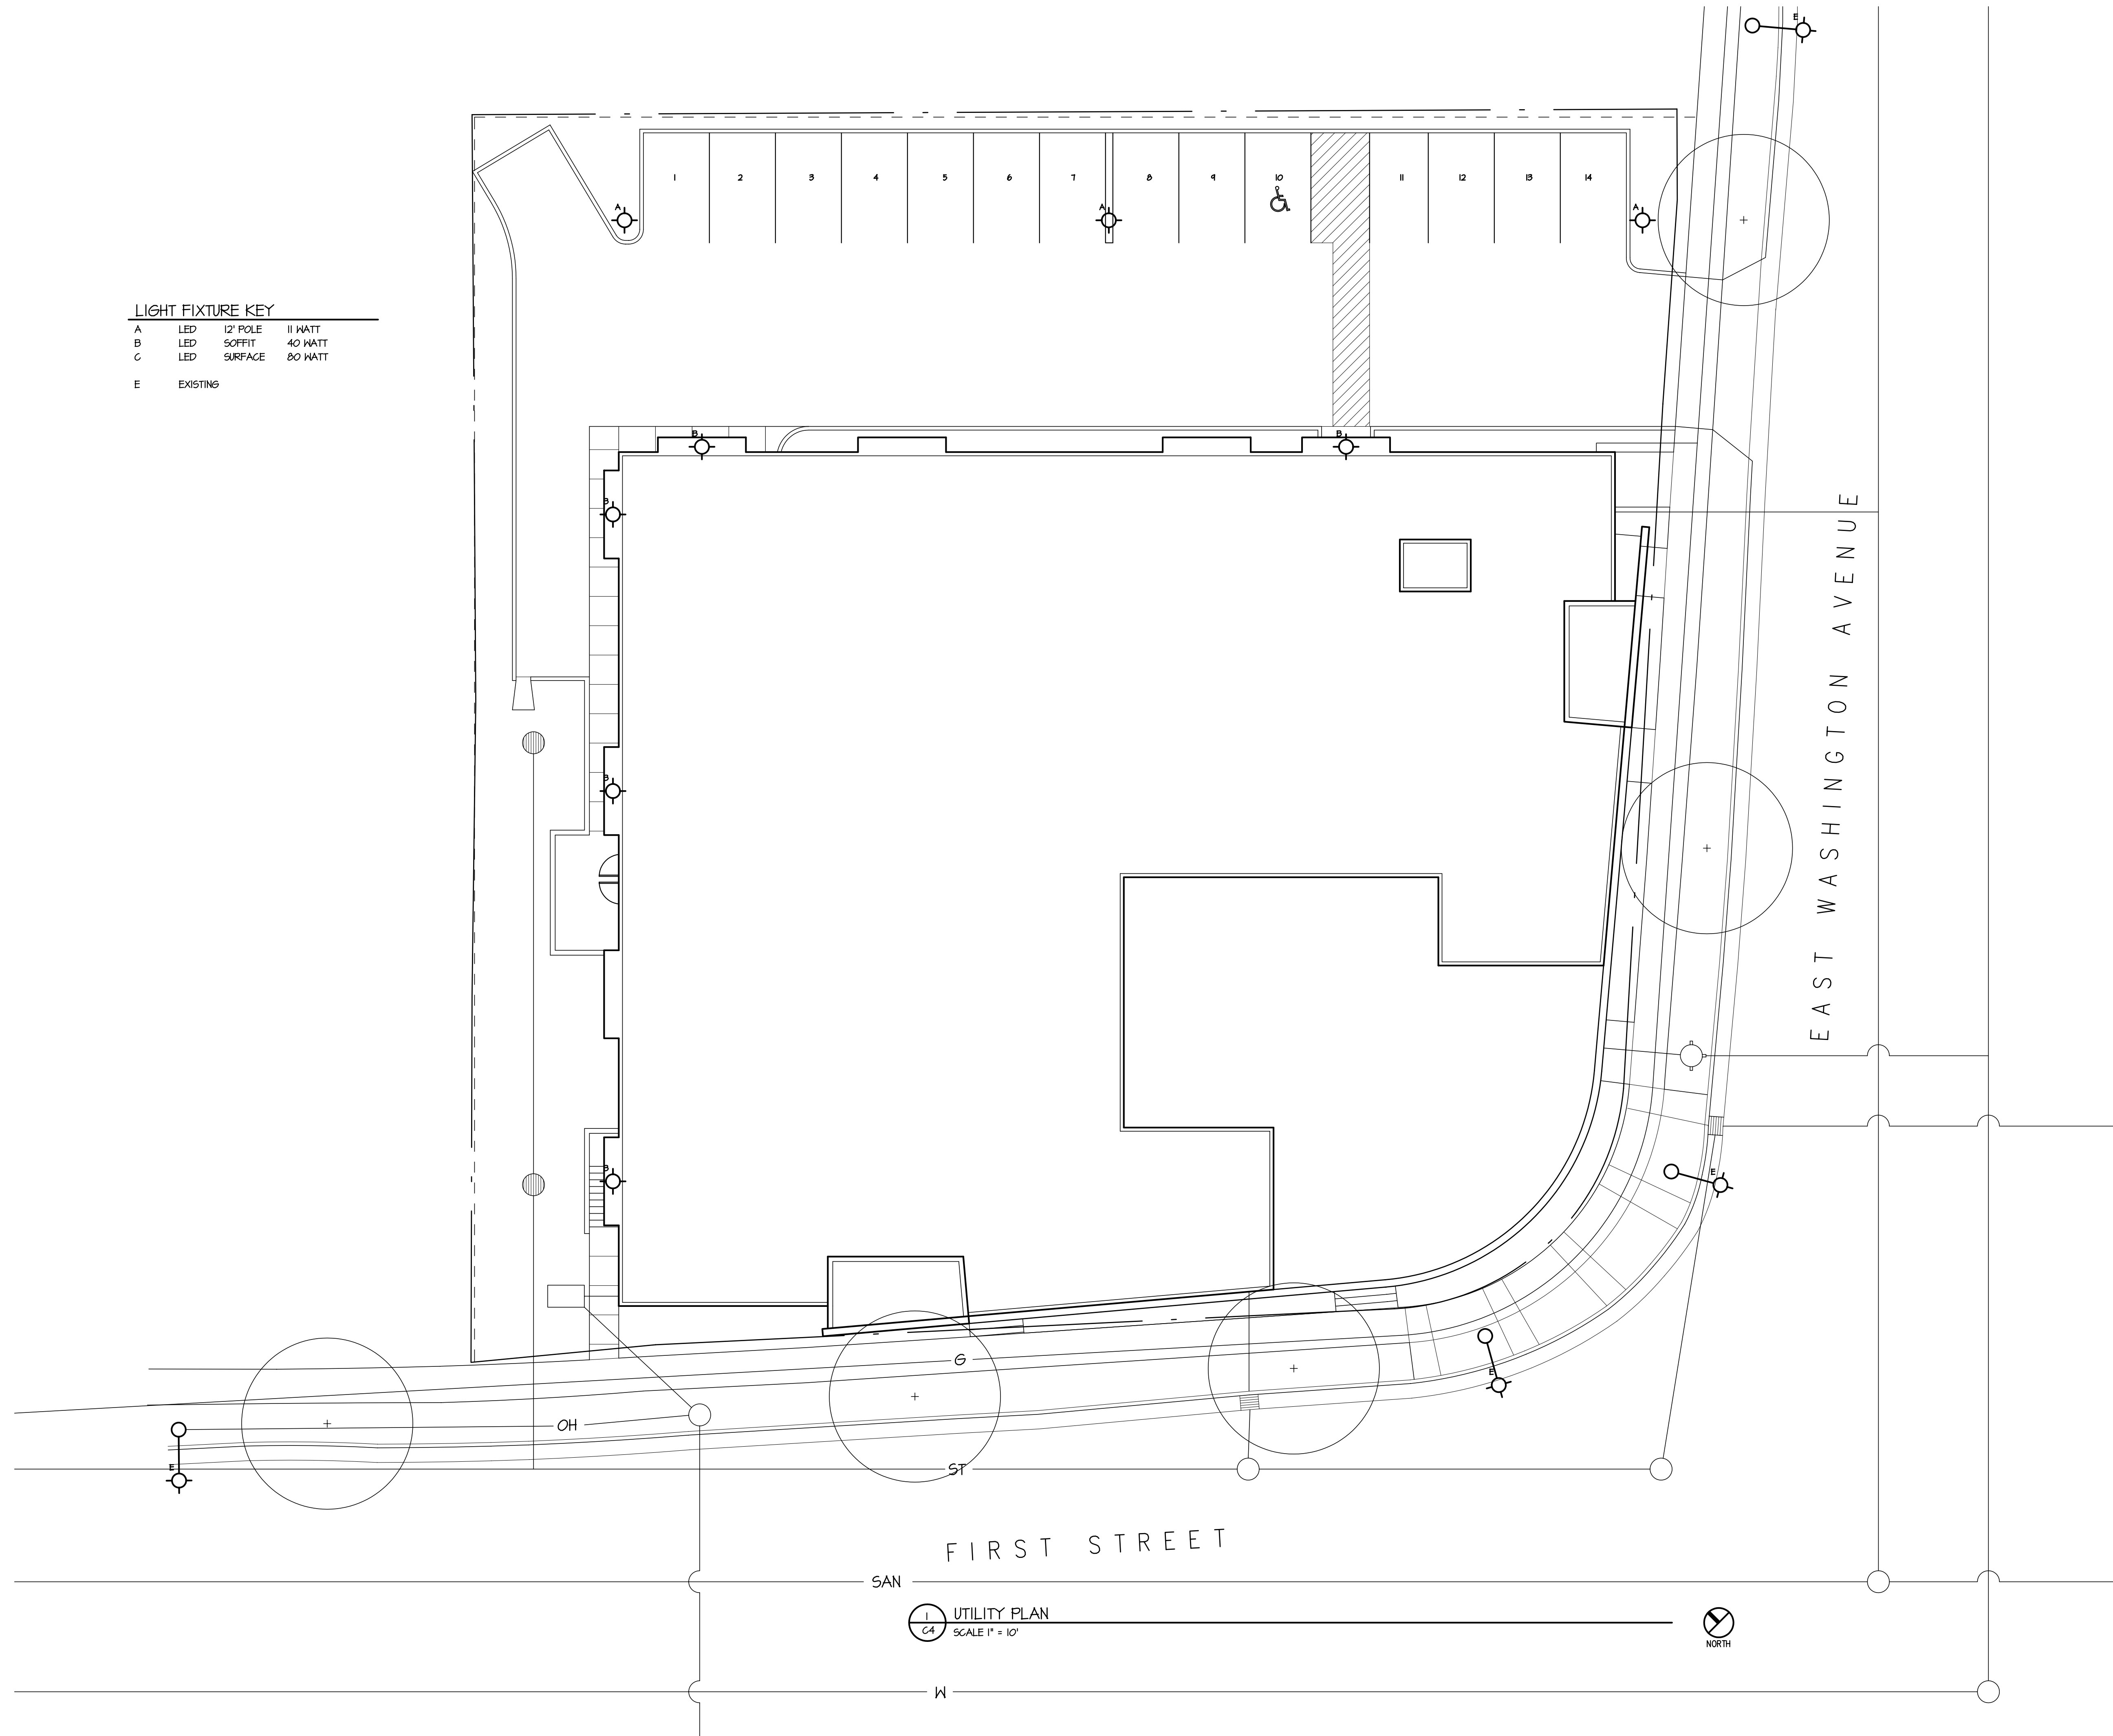 E
1 2 3 4 5 6 7 8 9 10 11 12 13 14
A A A
LIGHT FIXTURE KEY
A LED 12' POLE 11 WATT
B LED SOFFIT 40 WATT
C LED SURFACE 80 WATT
E EXISTING
B B
B
EAST WASHINGTON AVENUE
B
B
E
G
E
OH
E
ST
FIRST STREET
SAN
1
C4
UTILITY PLAN
SCALE 1" = 10'
NORTH
W